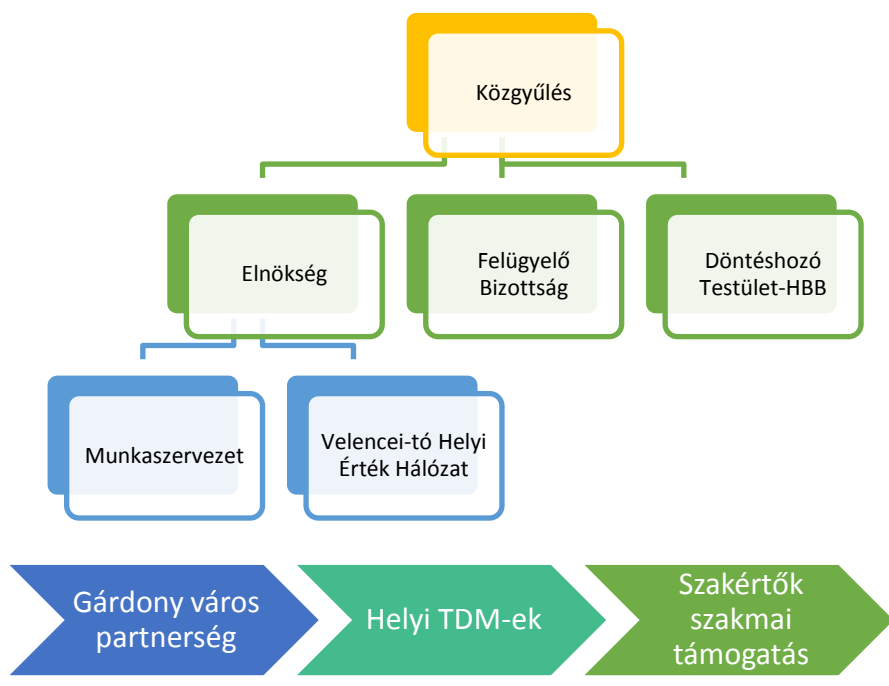 Közgyűlés
Elnökség
Felügyelő
Bizottság
Döntéshozó
Testület-HBB
Munkaszervezet
Velencei-tó Helyi
Érték Hálózat
Gárdony város
partnerség
Helyi TDM-ek
Szakértők
szakmai
támogatás